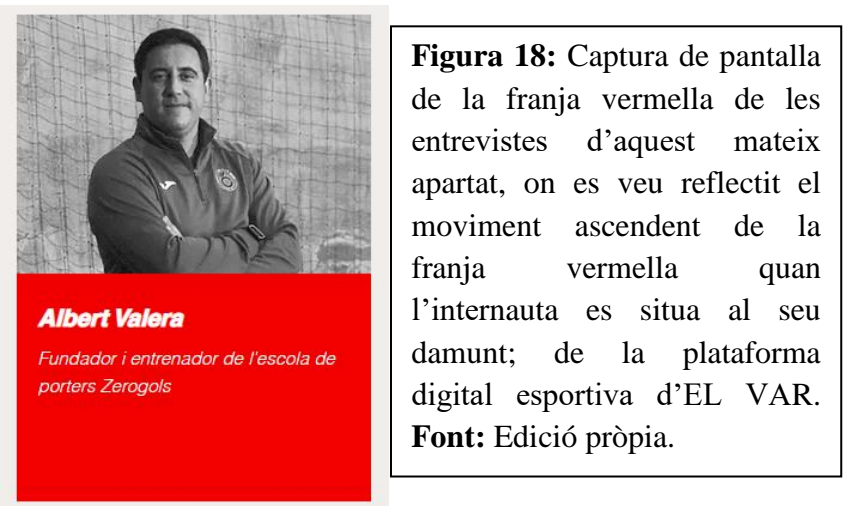 Albert Valera
Fundador i entrenador de l'escola de
porters Zerogols
Figura 18: Captura de pantalla
de la franja vermella de les
entrevistes d'aquest mateix
apartat, on es veu reflectit el
moviment ascendent de la
franja vermella quan
l'internauta es situa al seu
damunt; de la plataforma
digital esportiva d'EL VAR.
Font: Edició pròpia.